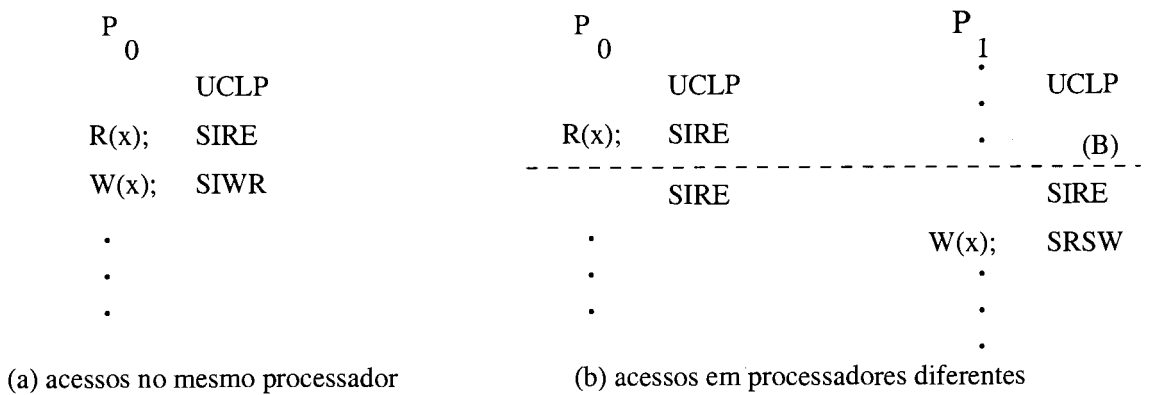 P0
UCLP
R(x); SIRE
W(x); SIWR
(a) acessos no mesmo processador
P0 P1
UCLP UCLP
R(x); SIRE (B)
SIRE SIRE
W(x); SRSW
(b) acessos em processadores diferentes